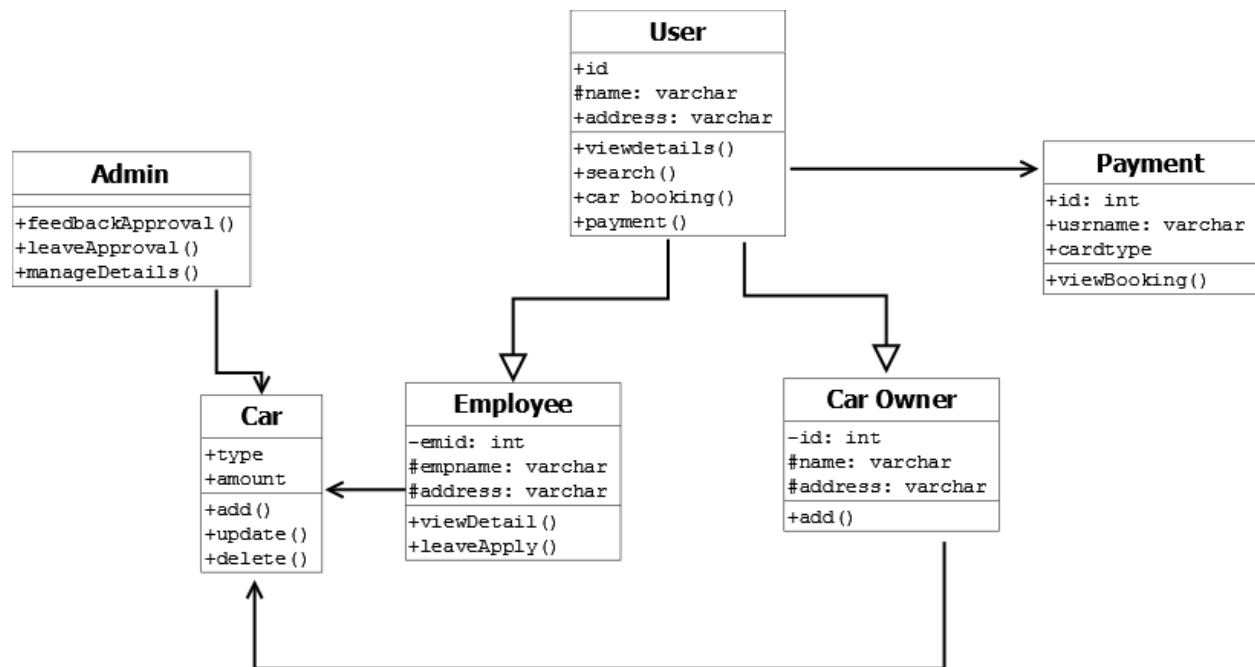 User
+id
#name: varchar
+address: varchar
+viewdetails()
+search()
+car booking()
+payment()
Admin
+feedbackApproval()
+leaveApproval()
+manageDetails()
Payment
+id: int
+usrname: varchar
+cardtype
+viewBooking()
Car
+type
+amount
+add()
+update()
+delete()
Employee
-emid: int
#empname: varchar
#address: varchar
+viewDetail()
+leaveApply()
Car Owner
-id: int
#name: varchar
#address: varchar
+add()